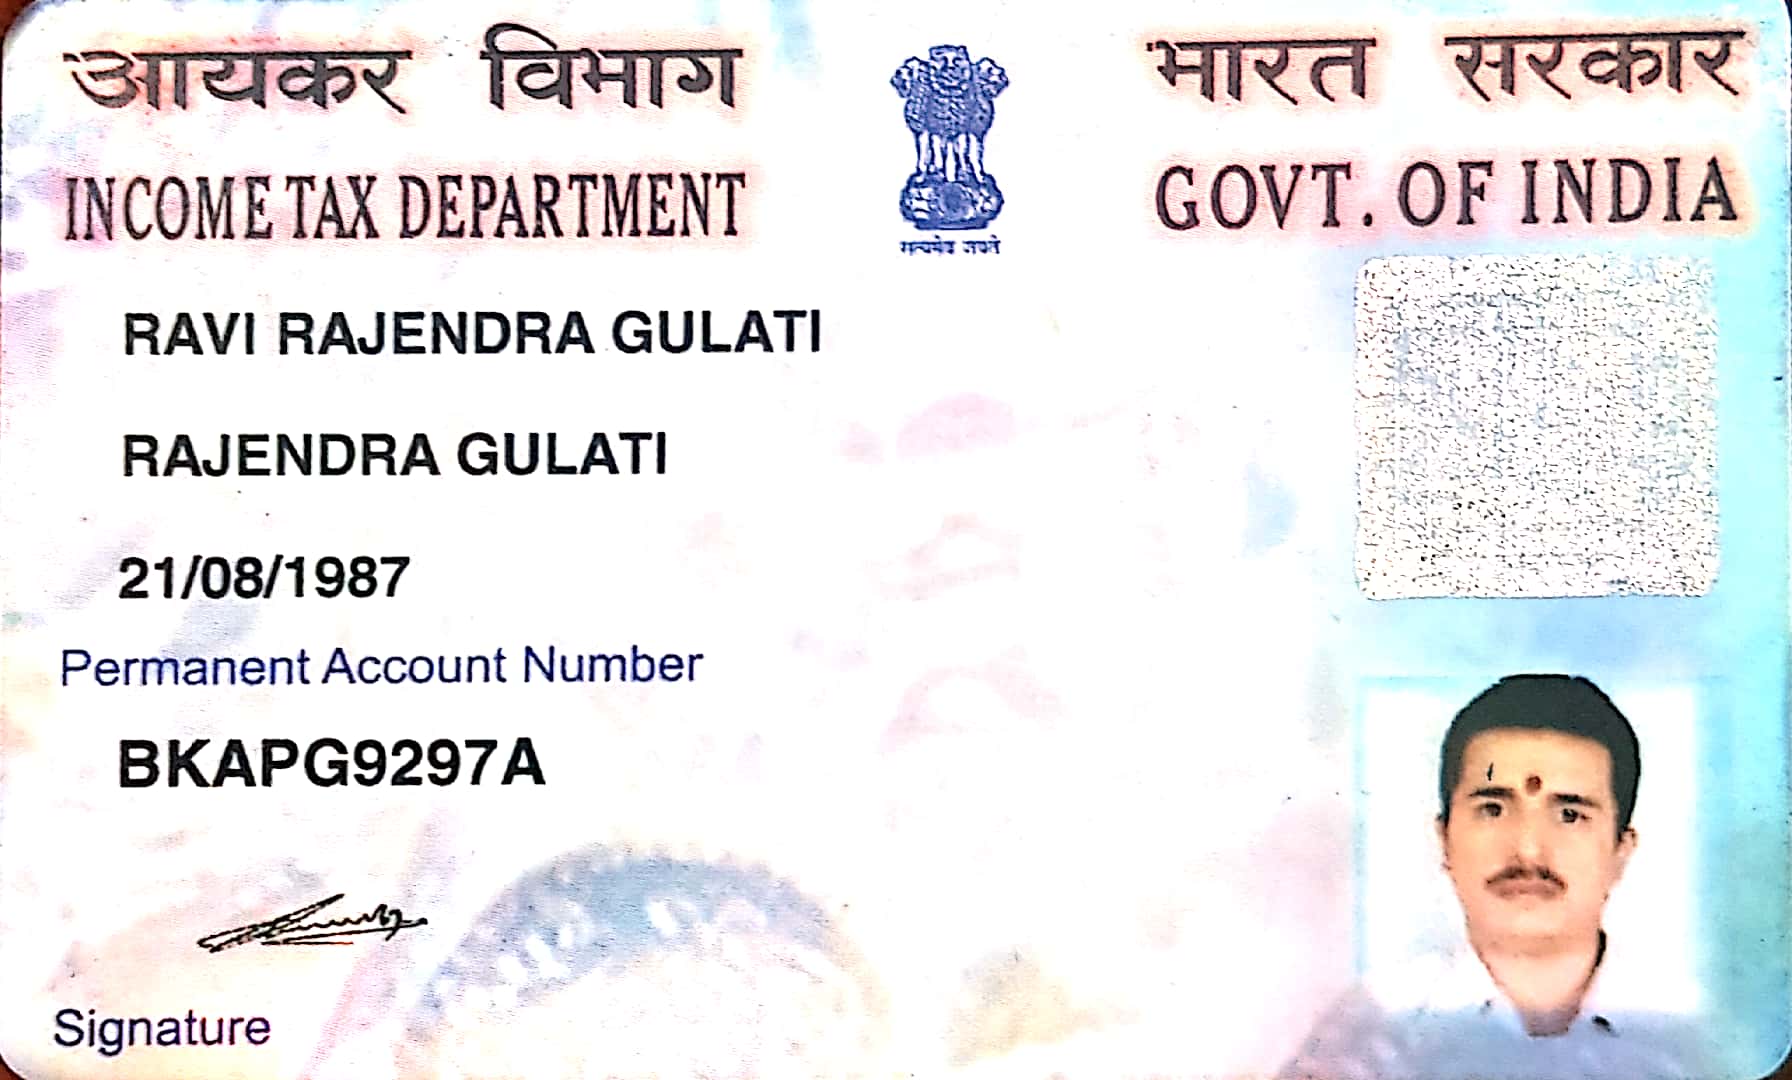 आयकर विभाग
INCOME TAX DEPARTMENT
सत्यमेव जयते
भारत सरकार
GOVT. OF INDIA
RAVI RAJENDRA GULATI
RAJENDRA GULATI
21/08/1987
Permanent Account Number
BKAPG9297A
Signature